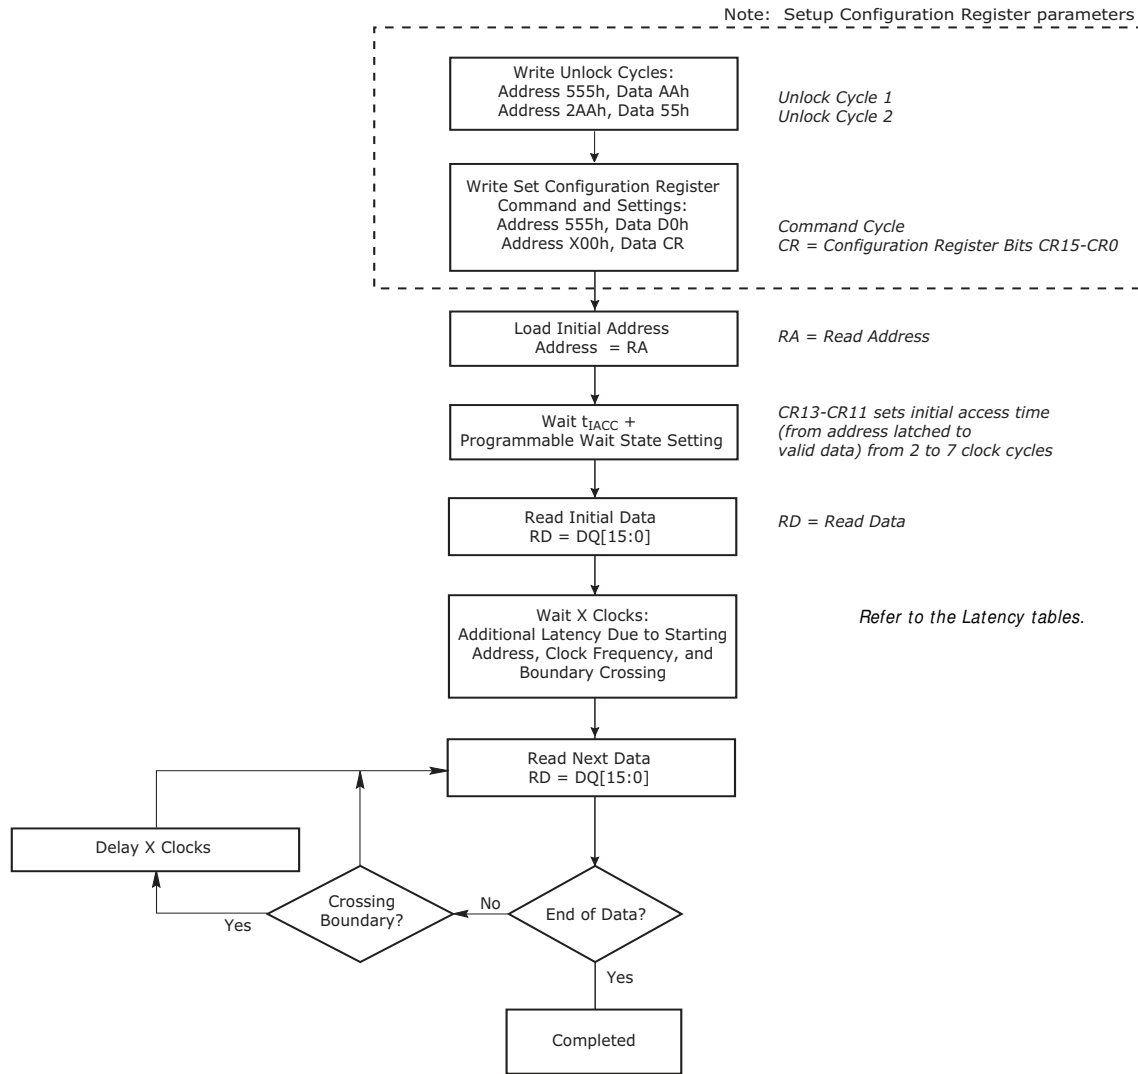 Note: Setup Configuration Register parameters
Write Unlock Cycles:
Address 555h, Data AAh
Address 2AAh, Data 55h
Unlock Cycle 1
Unlock Cycle 2
Write Set Configuration Register
Command and Settings:
Address 555h, Data D0h
Address X00h, Data CR
Command Cycle
CR = Configuration Register Bits CR15-CR0
Load Initial Address
Address = RA
RA = Read Address
Wait tIACC +
Programmable Wait State Setting
CR13-CR11 sets initial access time
(from address latched to
valid data) from 2 to 7 clock cycles
Read Initial Data
RD = DQ[15:0]
RD = Read Data
Wait X Clocks:
Additional Latency Due to Starting
Address, Clock Frequency, and
Boundary Crossing
Refer to the Latency tables.
Read Next Data
RD = DQ[15:0]
Delay X Clocks
Crossing
Boundary?
Yes
No
End of Data?
Yes
Completed